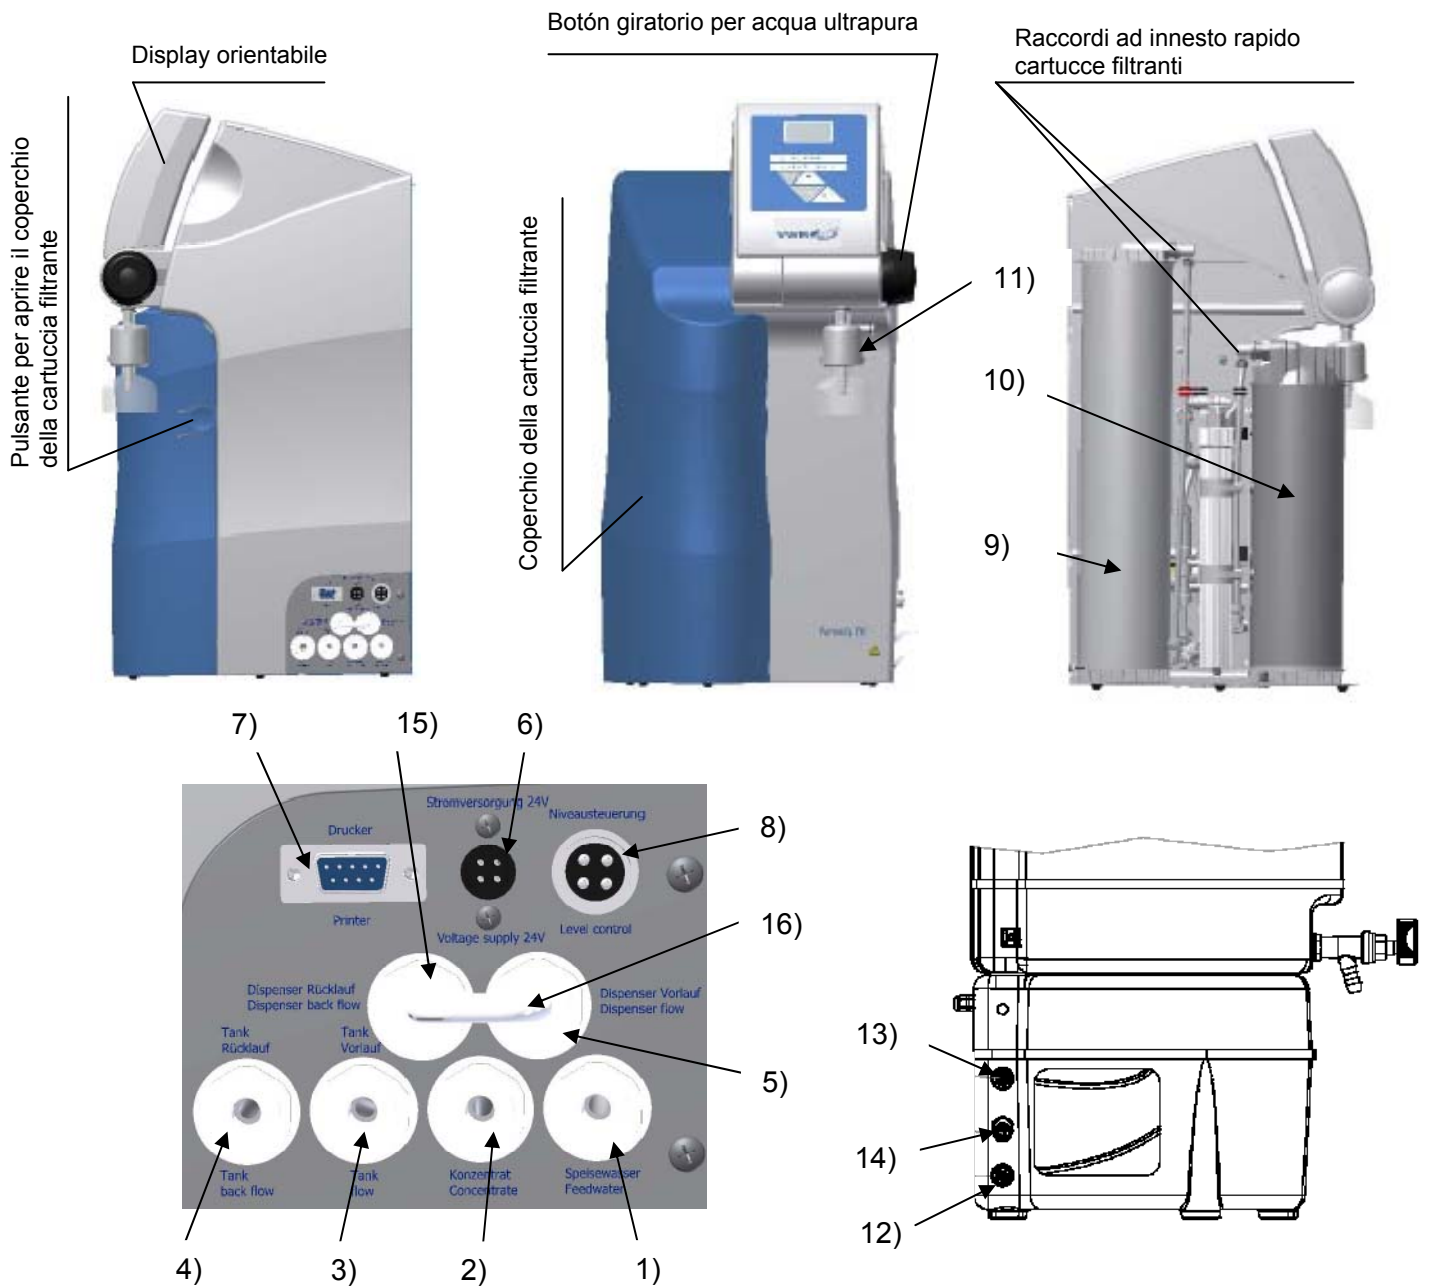 Botón giratorio per acqua ultrapura
Display orientabile
Raccordi ad innesto rapido
cartucce filtranti
Pulsante per aprire il coperchio
della cartuccia filtrante
Coperchio della cartuccia filtrante
11)
10)
9)
7)
15)
6)
Stromversorgung 24V
Niveausteuerung
Drucker
8)
Printer
Voltage supply 24V
Level control
16)
Dispenser Rücklauf
Dispenser back flow
Dispenser Vorlauf
Dispenser flow
Tank
Rücklauf
Tank
Vorlauf
13)
5)
14)
Tank
back flow
Tank
flow
Konzentrat
Concentrate
Speisewasser
Feedwater
12)
4)
3)
2)
1)